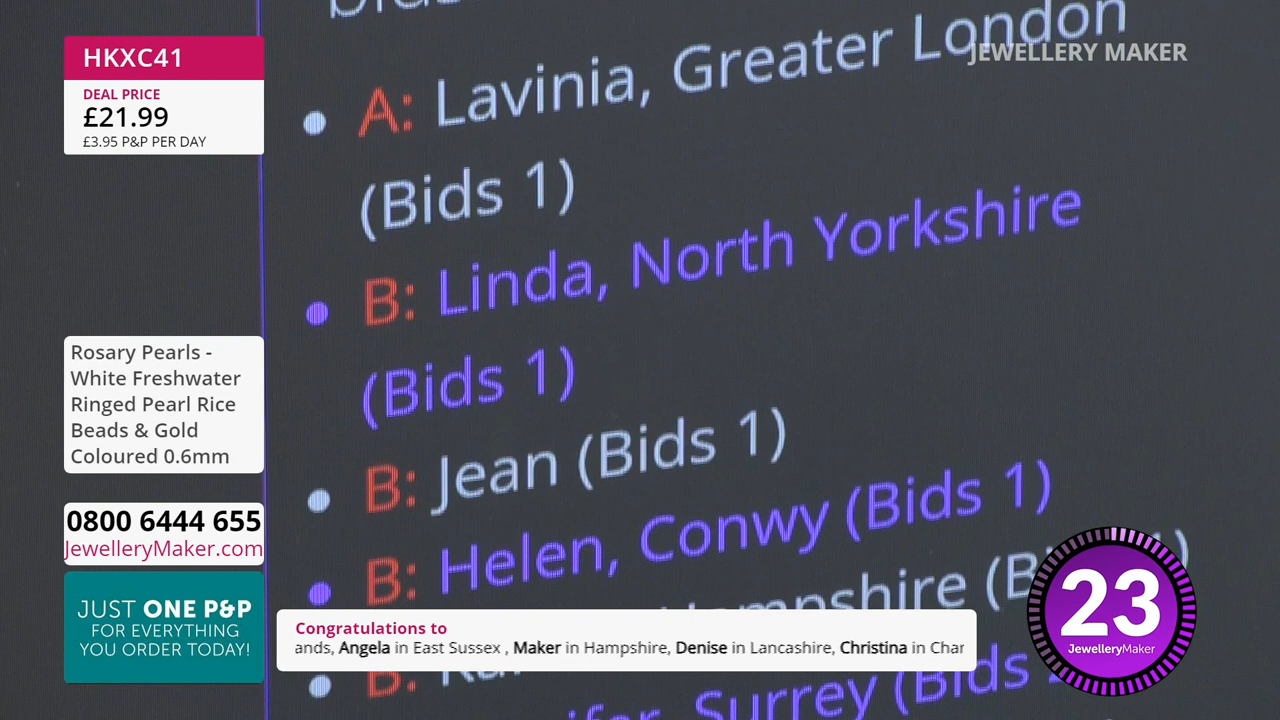 HKXC41
DEAL PRICE
£21.99
£3.95 P&P PER DAY
Rosary Pearls -
White Freshwater
Ringed Pearl Rice
Beads & Gold
Coloured 0.6mm
0800 6444 655
JewelleryMaker.com
JUST ONE P&P
FOR EVERYTHING
YOU ORDER TODAY!
JEWELLERY MAKER
A: Lavinia, Greater London
(Bids 1)
B: Linda, North Yorkshire
(Bids 1)
B: Jean (Bids 1)
B: Helen, Conwy (Bids 1)
B:
Surrey (Bids
Congratulations to
ands, Angela in East Sussex , Maker in Hampshire, Denise in Lancashire, Christina in
23
JewelleryMaker